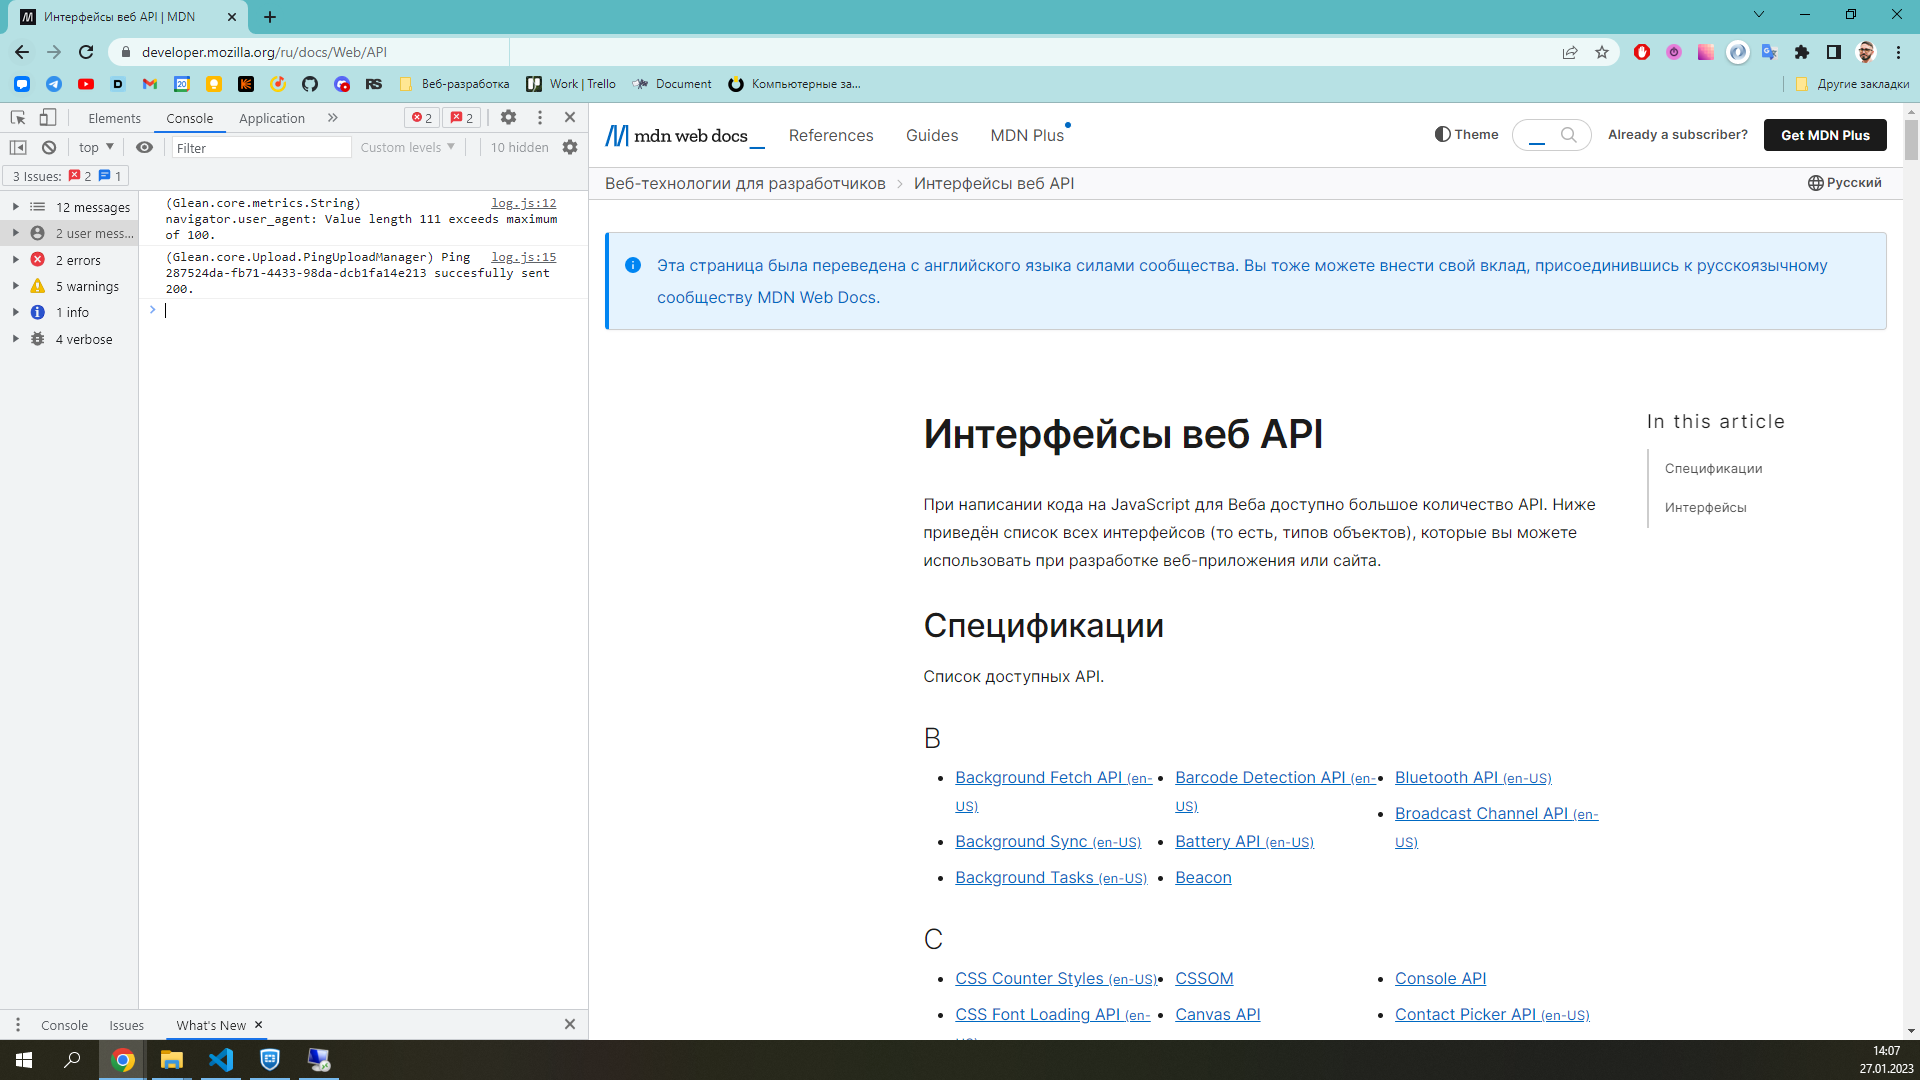 Интерфейсы веб API | MDN
developer.mozilla.org/ru/docs/Web/API
Веб-разработка
Work | Trello
Document
Компьютерные за...
Другие закладки
Elements
Console
Application
2
2
top
Filter
Custom levels
10 hidden
3 Issues: 2 1
12 messages
2 user mess...
2 errors
5 warnings
1 info
4 verbose
(Glean.core.metrics.String) log.js:12
navigator.user_agent: Value length 111 exceeds maximum
of 100.
(Glean.core.Upload.PingUploadManager) Ping log.js:15
287524da-fb71-4433-98da-dcb1fa14e213 succesfully sent
200.
Console
Issues
What's New
mdn web docs_
References
Guides
MDN Plus
Theme
Already a subscriber?
Get MDN Plus
Веб-технологии для разработчиков
Интерфейсы веб API
Русский
Эта страница была переведена с английского языка силами сообщества. Вы тоже можете внести свой вклад, присоединившись к русскоязычному
сообществу MDN Web Docs.
Интерфейсы веб API
При написании кода на JavaScript для Веба доступно большое количество API. Ниже
приведён список всех интерфейсов (то есть, типов объектов), которые вы можете
использовать при разработке веб-приложения или сайта.
Спецификации
Список доступных API.
B
Background Fetch API (en-
US)
Background Sync (en-US)
Background Tasks (en-US)
Barcode Detection API (en-
US)
Battery API (en-US)
Beacon
Bluetooth API (en-US)
Broadcast Channel API (en-
US)
C
CSS Counter Styles (en-US)
CSS Font Loading API (en-
US)
CSSOM
Canvas API
Console API
Contact Picker API (en-US)
In this article
Спецификации
Интерфейсы
14:07
27.01.2023